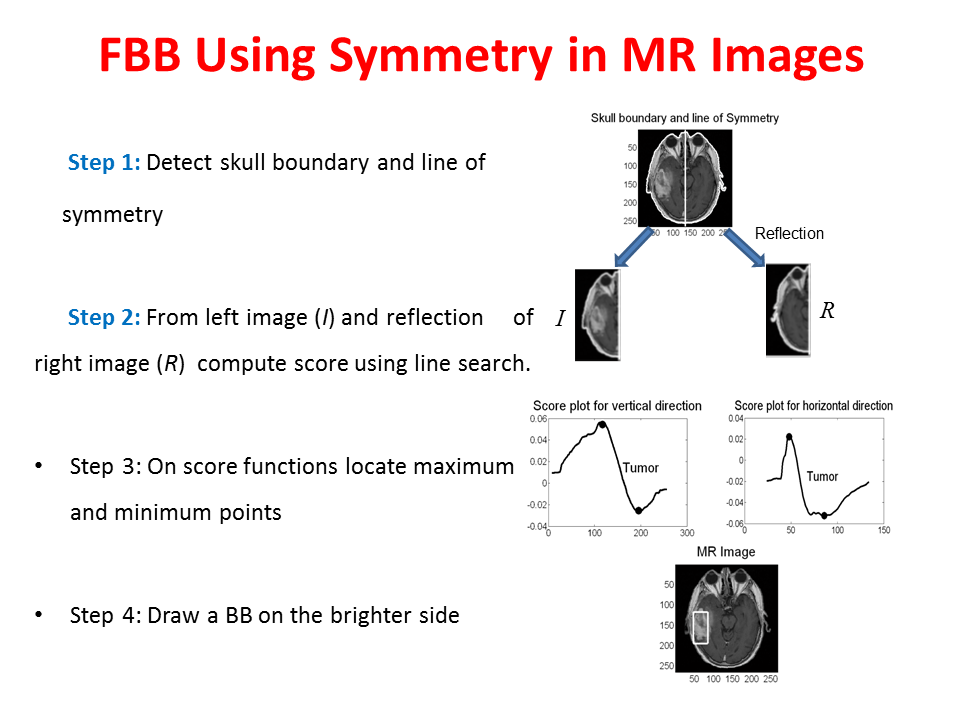 FBB Using Symmetry in MR Images
Skull boundary and line of Symmetry
50
100
150
200
250
50 100 150 200 25
Step 1: Detect skull boundary and line of
symmetry
Reflection
Step 2: From left image (I) and reflection of
right image (R) compute score using line search.
I
R
Score plot for vertical direction
0.06
0.04
0.02
0
-0.02
-0.04
0 100 200 300
Tumor
Score plot for horizontal direction
0.04
0.02
0
-0.02
-0.04
-0.06
0 50 100 150
Tumor
• Step 3: On score functions locate maximum
and minimum points
MR Image
50
100
150
200
250
50 100 150 200 250
• Step 4: Draw a BB on the brighter side